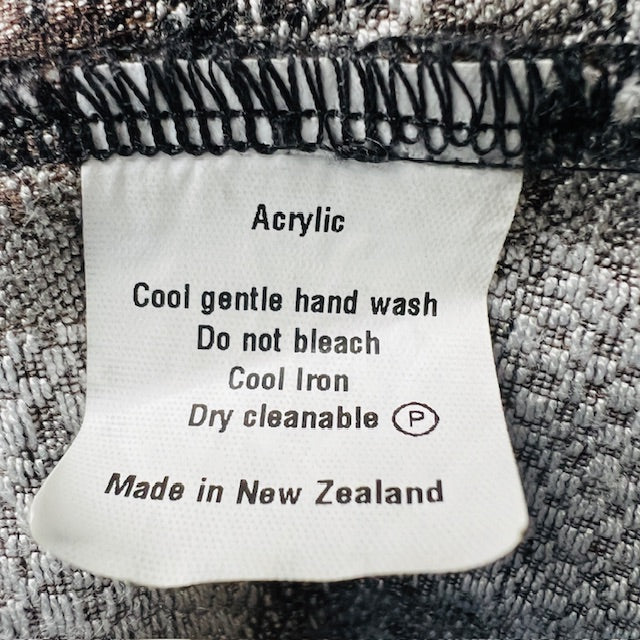 Acrylic
Cool gentle hand wash
Do not bleach
Cool Iron
Dry cleanable Ⓟ
Made in New Zealand